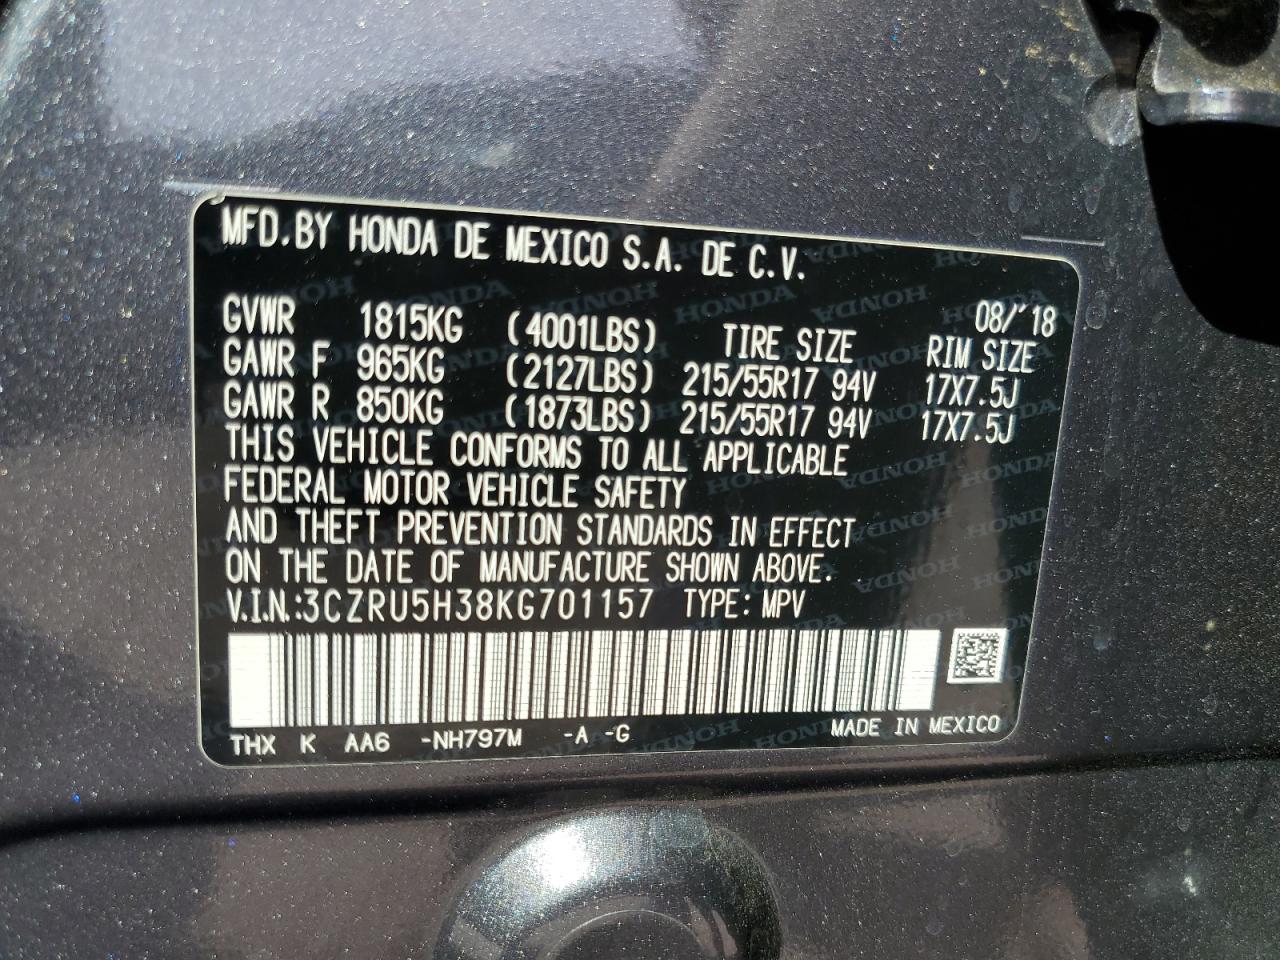 MFD.BY HONDA DE MEXICO S.A. DE C.V.
08/'18
GVWR 1815KG (4001LBS) TIRE SIZE RIM SIZE
GAWR F 965KG (2127LBS) 215/55R17 94V 17X7.5J
GAWR R 850KG (1873LBS) 215/55R17 94V 17X7.5J
THIS VEHICLE CONFORMS TO ALL APPLICABLE
FEDERAL MOTOR VEHICLE SAFETY
AND THEFT PREVENTION STANDARDS IN EFFECT
ON THE DATE OF MANUFACTURE SHOWN ABOVE.
V.I.N.:3CZRU5H38KG701157 TYPE: MPV
THX K AA6 -NH797M -A -G MADE IN MEXICO